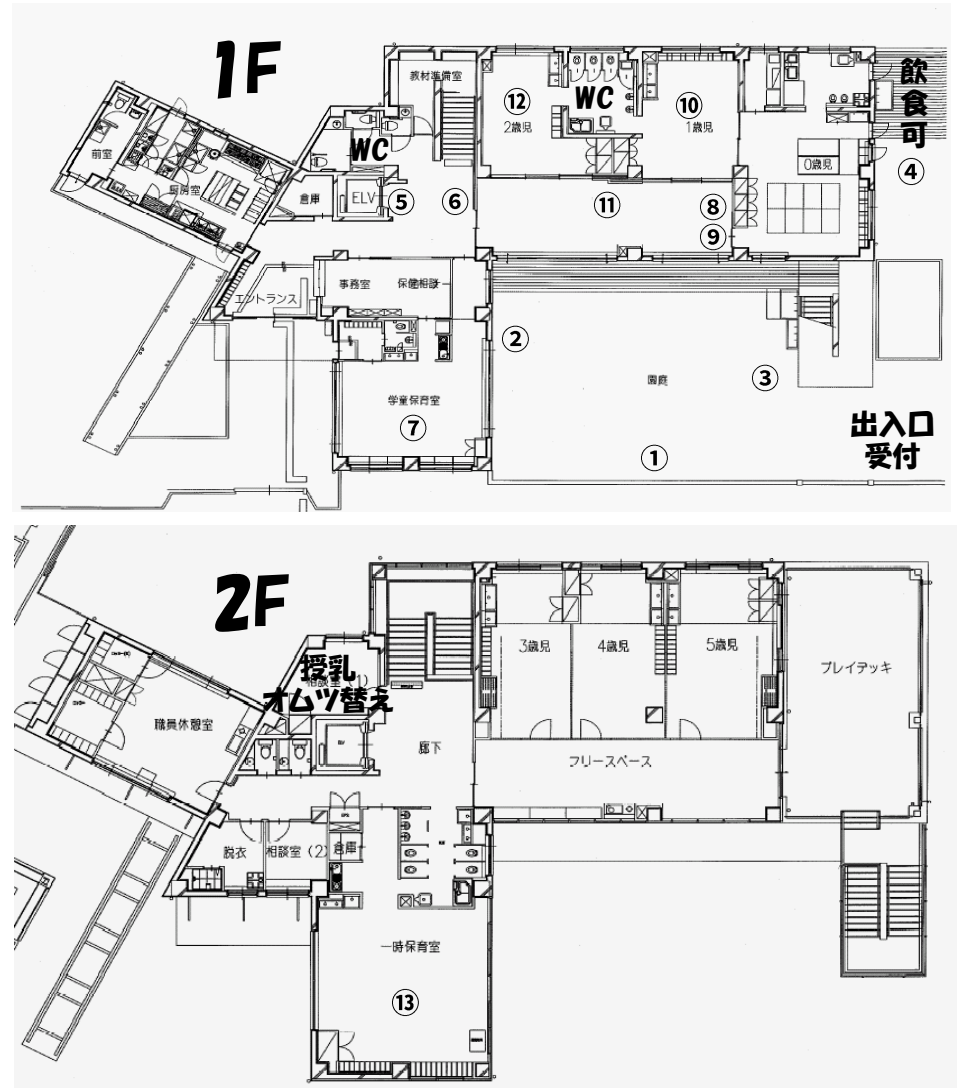 1F
教材準備室
⑫
2歳児
WC
⑩
1歳児
飲食可
④
前室
厨房室
WC
倉庫
ELV
⑤
⑥
⑪
⑧
⑨
0歳児
エントランス
事務室
保健相談
②
園庭
③
学童保育室
⑦
出入口
受付
①
2F
授乳
相談室(1)
オムツ替え
職員休憩室
EV
廊下
3歳児
4歳児
5歳児
プレイデッキ
フリースペース
脱衣
相談室(2)
倉庫
一時保育室
⑬